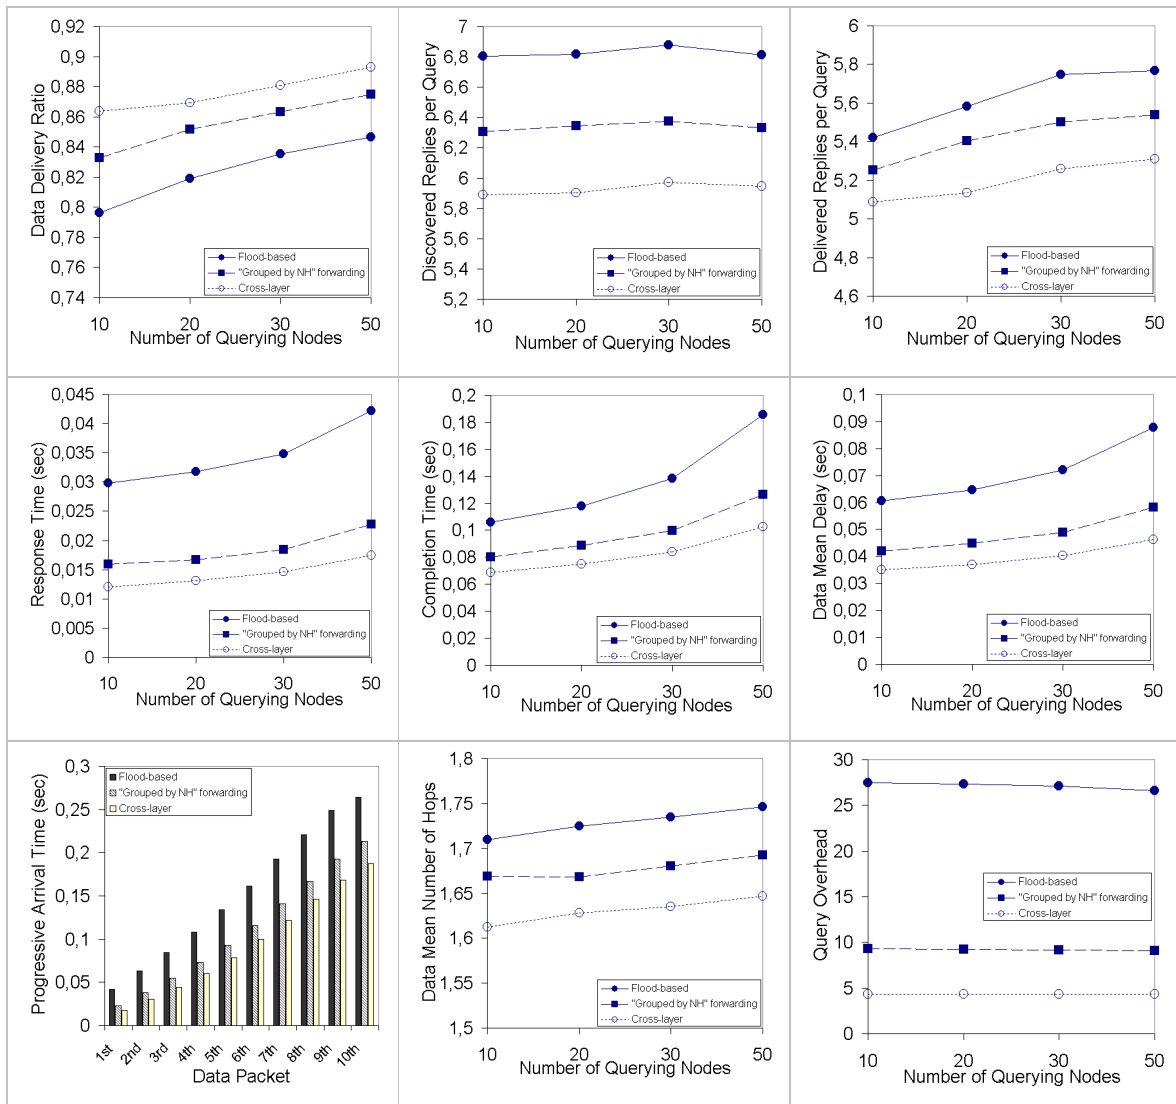 Data Delivery Ratio
0,92
0,9
0,88
0,86
0,84
0,82
0,8
0,78
0,76
0,74
Flood-based
"Grouped by NH" forwarding
Cross-layer
10 20 30 50
Number of Querying Nodes
Discovered Replies per Query
7
6,8
6,6
6,4
6,2
6
5,8
5,6
5,4
5,2
Flood-based
"Grouped by NH" forwarding
Cross-layer
10 20 30 50
Number of Querying Nodes
Delivered Replies per Query
6
5,8
5,6
5,4
5,2
5
4,8
4,6
Flood-based
"Grouped by NH" forwarding
Cross-layer
10 20 30 50
Number of Querying Nodes
Response Time (sec)
0,045
0,04
0,035
0,03
0,025
0,02
0,015
0,01
0,005
0
Flood-based
"Grouped by NH" forwarding
Cross-layer
10 20 30 50
Number of Querying Nodes
Completion Time (sec)
0,2
0,18
0,16
0,14
0,12
0,1
0,08
0,06
0,04
0,02
0
Flood-based
"Grouped by NH" forwarding
Cross-layer
10 20 30 50
Number of Querying Nodes
Data Mean Delay (sec)
0,1
0,09
0,08
0,07
0,06
0,05
0,04
0,03
0,02
0,01
0
Flood-based
"Grouped by NH" forwarding
Cross-layer
10 20 30 50
Number of Querying Nodes
Progressive Arrival Time (sec)
0,3
0,25
0,2
0,15
0,1
0,05
0
Flood-based
"Grouped by NH" forwarding
Cross-layer
1st 2nd 3rd 4th 5th 6th 7th 8th 9th 10th
Data Packet
Data Mean Number of Hops
1,8
1,75
1,7
1,65
1,6
1,55
1,5
Flood-based
"Grouped by NH" forwarding
Cross-layer
10 20 30 50
Number of Querying Nodes
Query Overhead
30
25
20
15
10
5
0
Flood-based
"Grouped by NH" forwarding
Cross-layer
10 20 30 50
Number of Querying Nodes